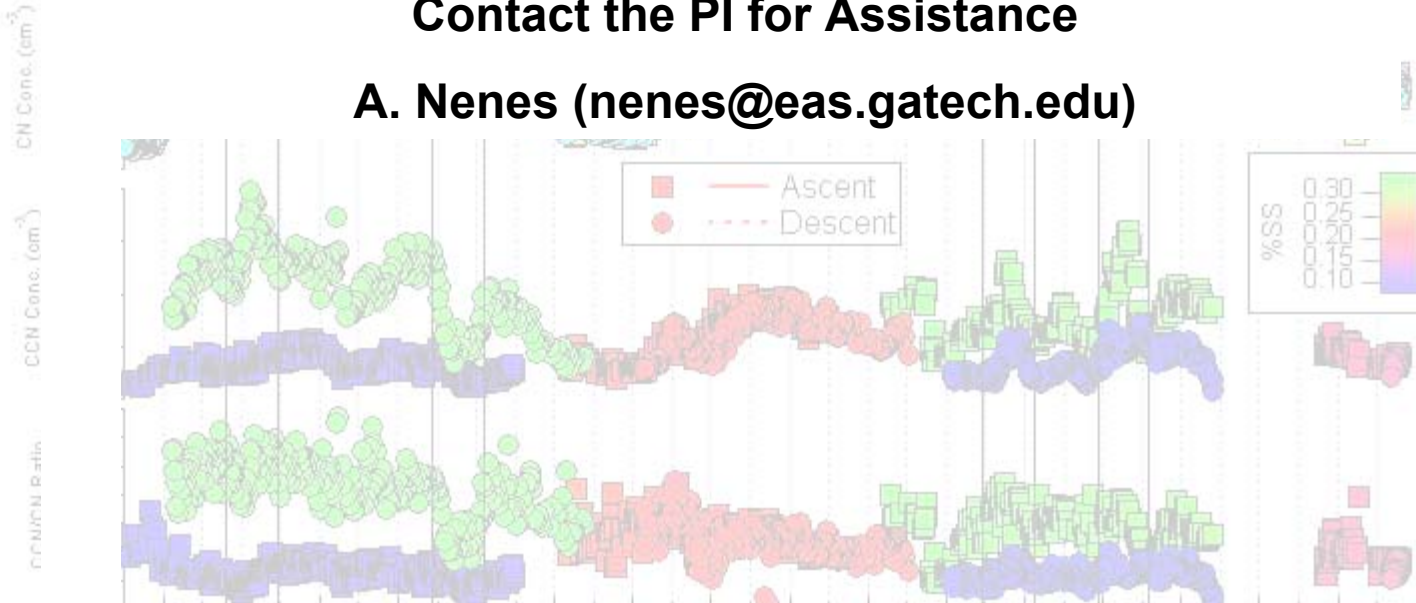 Contact the PI for Assistance
A. Nenes (nenes@eas.gatech.edu)
CN Conc. (cm-3)
CCN Conc. (cm-3)
CCN/CN Ratio
Ascent
Descent
%SS
0.30
0.25
0.20
0.15
0.10